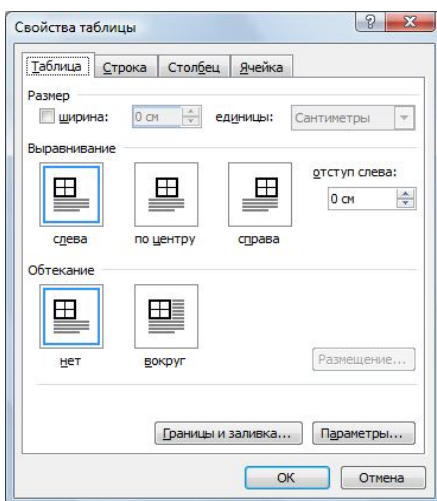 Свойства таблицы
Таблица Строка Столбец Ячейка
Размер
ширина: 0 см единицы: Сантиметры
Выравнивание
отступ слева:
0 см
слева по центру справа
Обтекание
нет вокруг Размещение...
Границы и заливка... Параметры...
ОК Отмена